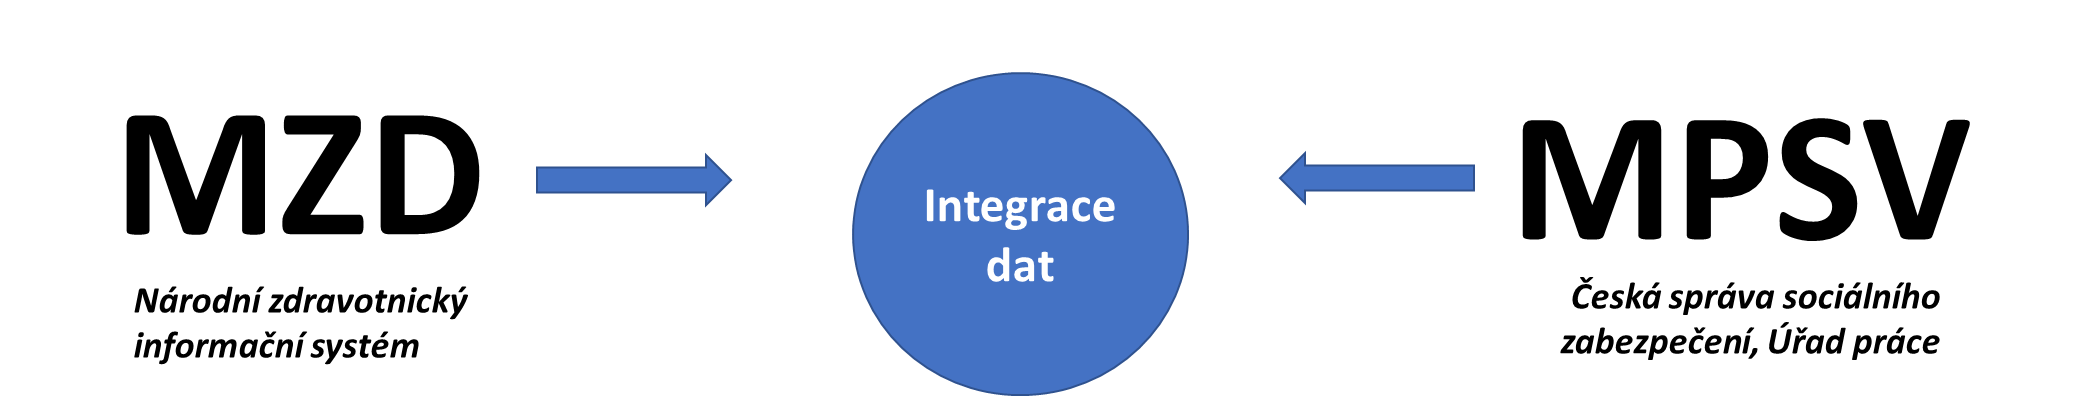 MZD
Národní zdravotnický
informační systém
Integrace
dat
MPSV
Česká správa sociálního
zabezpečení, Úřad práce